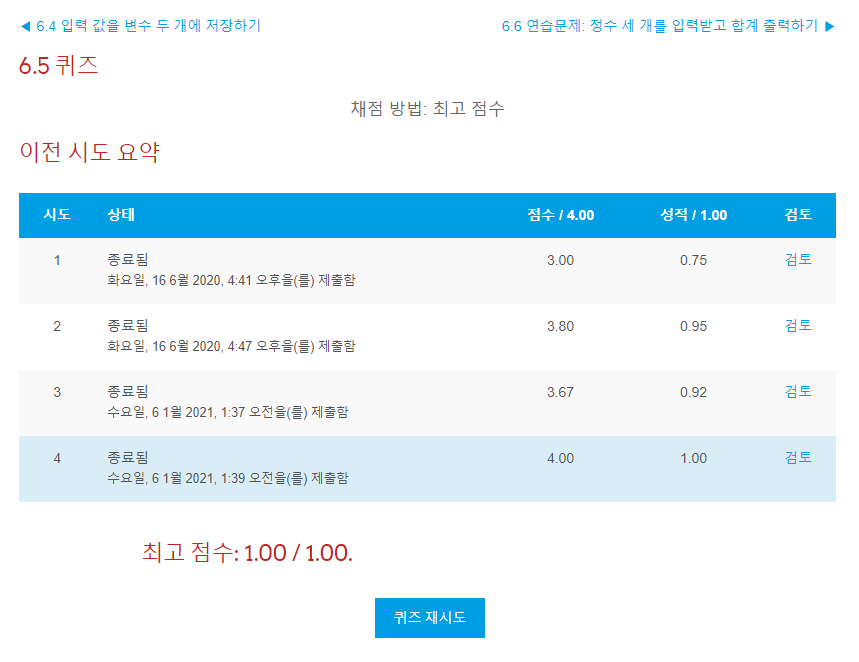 ◀ 6.4 입력 값을 변수 두 개에 저장하기
6.6 연습문제: 정수 세 개를 입력받고 합계 출력하기 ▶
6.5 퀴즈
채점 방법: 최고 점수
이전 시도 요약
시도 상태 점수 / 4.00 성적 / 1.00 검토
1 종료됨 3.00 0.75 검토
화요일, 16 6월 2020, 4:41 오후을(를) 제출함
2 종료됨 3.80 0.95 검토
화요일, 16 6월 2020, 4:47 오후을(를) 제출함
3 종료됨 3.67 0.92 검토
수요일, 6 1월 2021, 1:37 오전을(를) 제출함
4 종료됨 4.00 1.00 검토
수요일, 6 1월 2021, 1:39 오전을(를) 제출함
최고 점수: 1.00 / 1.00.
퀴즈 재시도